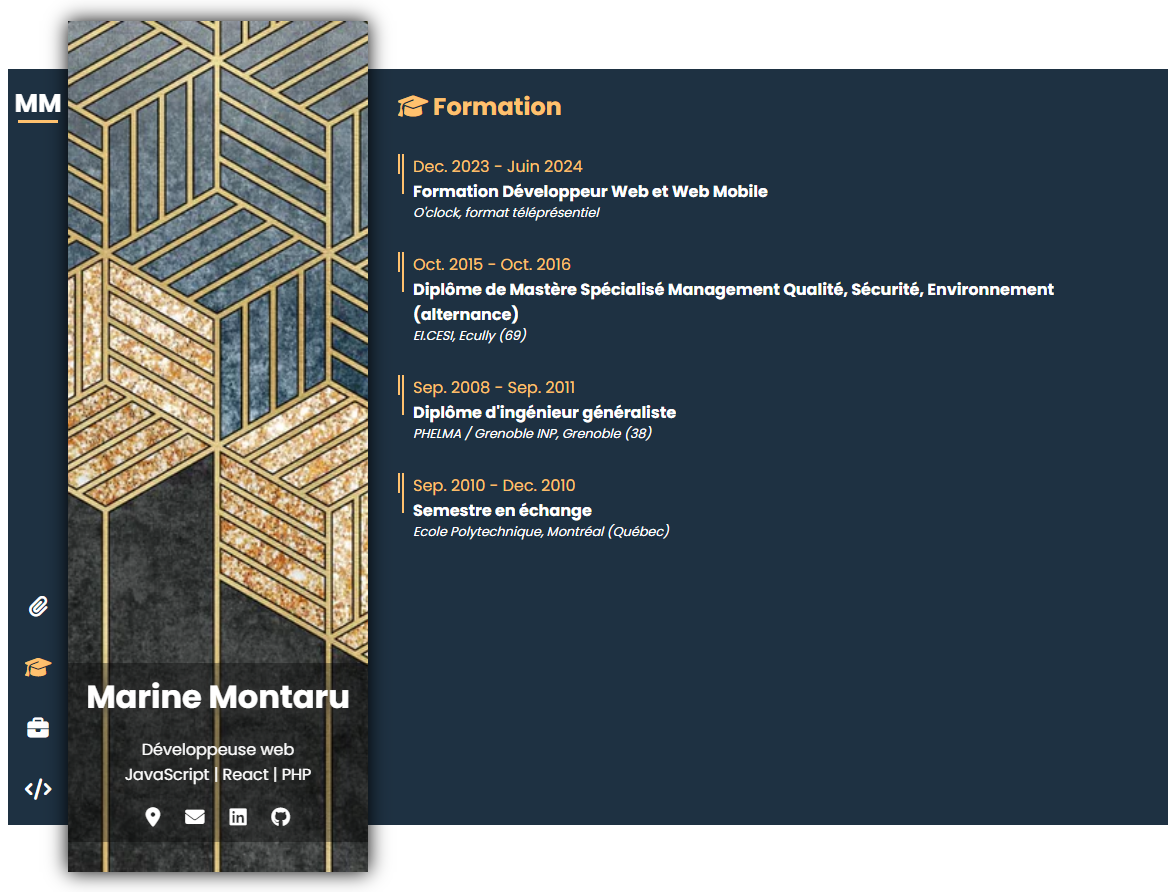 MM
Marine Montaru
Développeuse web
JavaScript | React | PHP
Formation
Dec. 2023 - Juin 2024
Formation Développeur Web et Web Mobile
O'clock, format téléprésentiel
Oct. 2015 - Oct. 2016
Diplôme de Mastère Spécialisé Management Qualité, Sécurité, Environnement
(alternance)
EI.CESI, Ecully (69)
Sep. 2008 - Sep. 2011
Diplôme d'ingénieur généraliste
PHELMA / Grenoble INP, Grenoble (38)
Sep. 2010 - Dec. 2010
Semestre en échange
Ecole Polytechnique, Montréal (Québec)